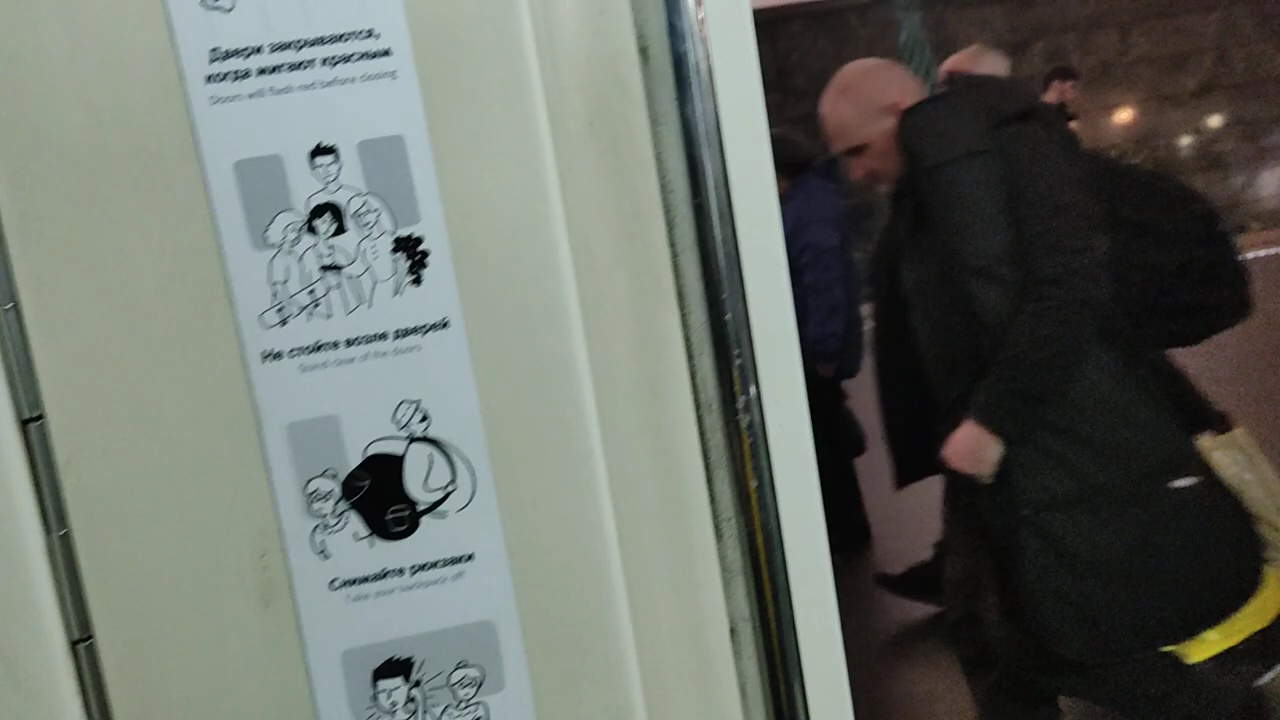 Двери закрываются,
когда мигают красным
Doors will flash red before closing
Не стойте возле дверей
Stand clear of the doors
Снимайте рюкзаки
Take your backpack off